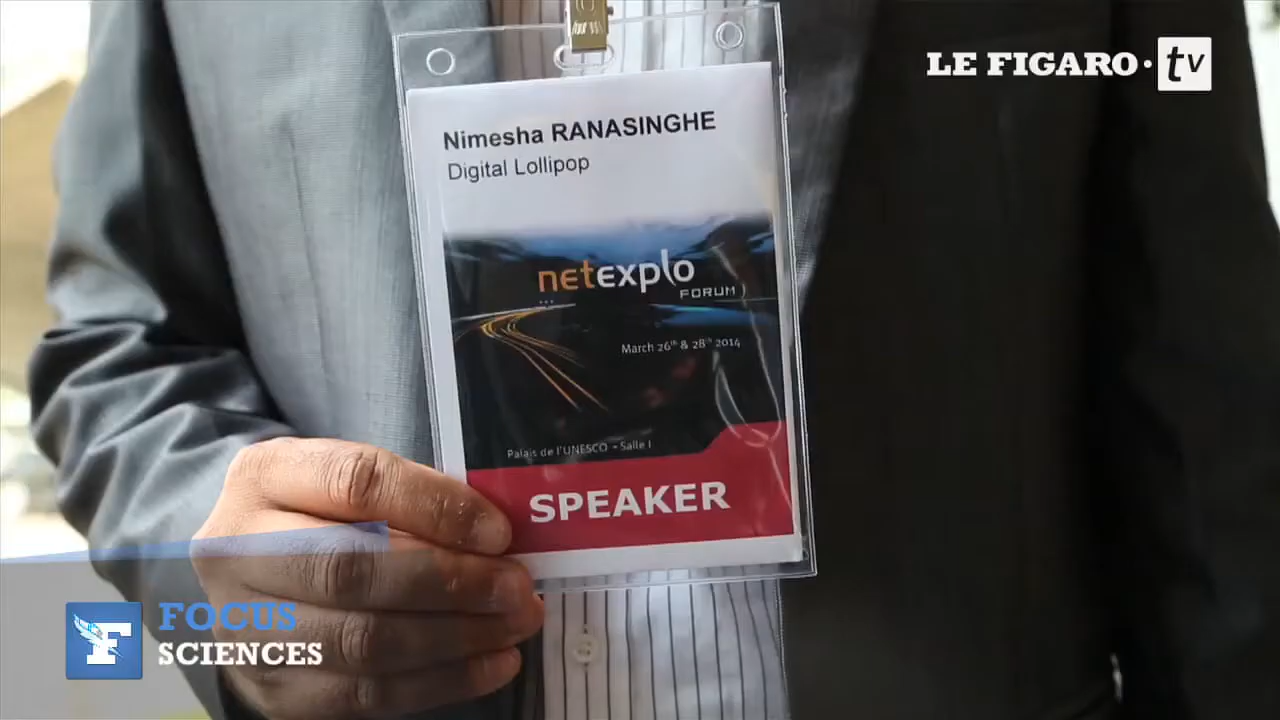 LE FIGARO· tv
Nimesha RANASINGHE
Digital Lollipop
netexplo
FORUM
March 26th & 28th 2014
Palais de l'UNESCO - Salle I
SPEAKER
F
FOCUS
SCIENCES